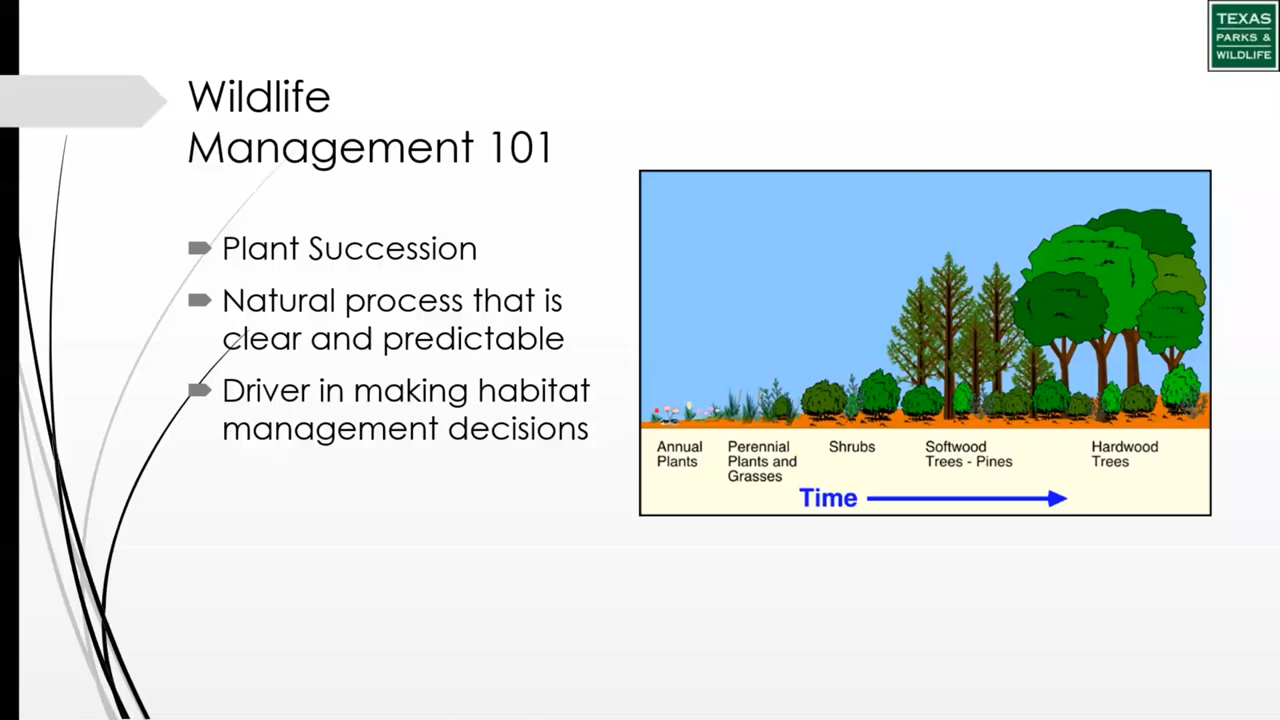 TEXAS
PARKS &
WILDLIFE
Wildlife
Management 101
Plant Succession
Natural process that is
clear and predictable
Driver in making habitat
management decisions
Annual
Plants
Perennial
Plants and
Grasses
Shrubs
Softwood
Trees - Pines
Hardwood
Trees
Time